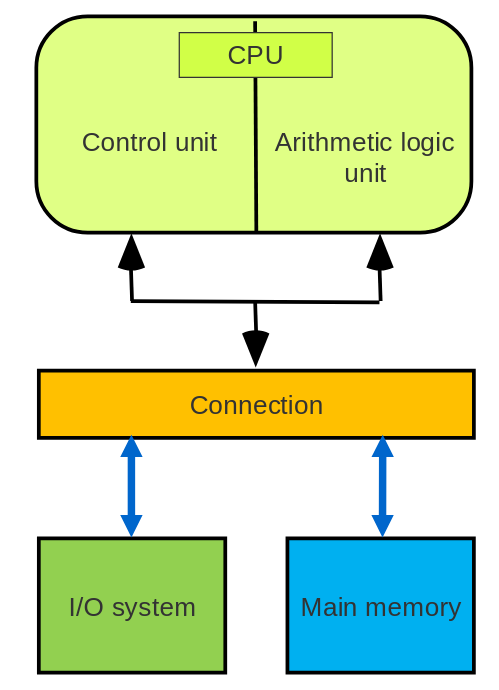 CPU
Control unit
Arithmetic logic
unit
Connection
I/O system
Main memory